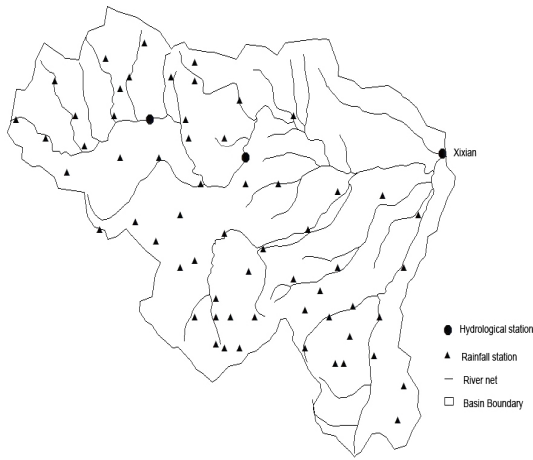 Xixian
Hydrological station
Rainfall station
River net
Basin Boundary